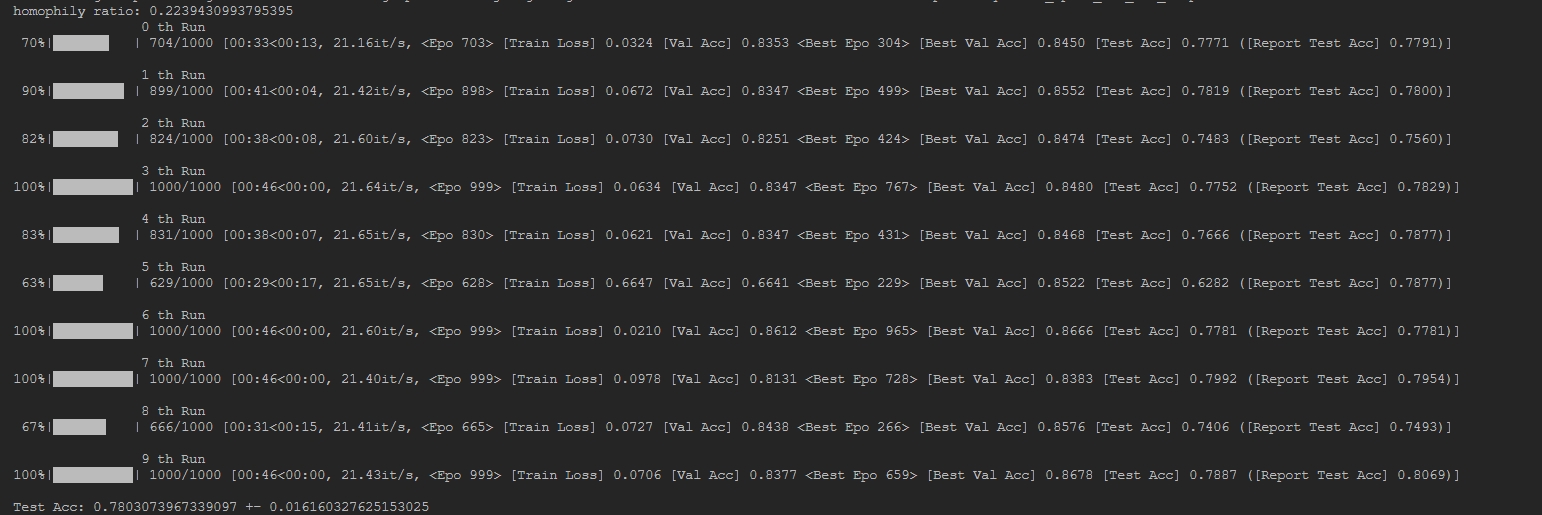 homophily ratio: 0.2239430993795395
0 th Run
70%| | 704/1000 [00:33<00:13, 21.16it/s, <Epo 703> [Train Loss] 0.0324 [Val Acc] 0.8353 <Best Epo 304> [Best Val Acc] 0.8450 [Test Acc] 0.7771 ([Report Test Acc] 0.7791)]
1 th Run
90%| | 899/1000 [00:41<00:04, 21.42it/s, <Epo 898> [Train Loss] 0.0672 [Val Acc] 0.8347 <Best Epo 499> [Best Val Acc] 0.8552 [Test Acc] 0.7819 ([Report Test Acc] 0.7800)]
2 th Run
82%| | 824/1000 [00:38<00:08, 21.60it/s, <Epo 823> [Train Loss] 0.0730 [Val Acc] 0.8251 <Best Epo 424> [Best Val Acc] 0.8474 [Test Acc] 0.7483 ([Report Test Acc] 0.7560)]
3 th Run
100%| | 1000/1000 [00:46<00:00, 21.64it/s, <Epo 999> [Train Loss] 0.0634 [Val Acc] 0.8347 <Best Epo 767> [Best Val Acc] 0.8480 [Test Acc] 0.7752 ([Report Test Acc] 0.7829)]
4 th Run
83%| | 831/1000 [00:38<00:07, 21.65it/s, <Epo 830> [Train Loss] 0.0621 [Val Acc] 0.8347 <Best Epo 431> [Best Val Acc] 0.8468 [Test Acc] 0.7666 ([Report Test Acc] 0.7877)]
5 th Run
63%| | 629/1000 [00:29<00:17, 21.65it/s, <Epo 628> [Train Loss] 0.6647 [Val Acc] 0.6641 <Best Epo 229> [Best Val Acc] 0.8522 [Test Acc] 0.6282 ([Report Test Acc] 0.7877)]
6 th Run
100%| | 1000/1000 [00:46<00:00, 21.60it/s, <Epo 999> [Train Loss] 0.0210 [Val Acc] 0.8612 <Best Epo 965> [Best Val Acc] 0.8666 [Test Acc] 0.7781 ([Report Test Acc] 0.7781)]
7 th Run
100%| | 1000/1000 [00:46<00:00, 21.40it/s, <Epo 999> [Train Loss] 0.0978 [Val Acc] 0.8131 <Best Epo 728> [Best Val Acc] 0.8383 [Test Acc] 0.7992 ([Report Test Acc] 0.7954)]
8 th Run
67%| | 666/1000 [00:31<00:15, 21.41it/s, <Epo 665> [Train Loss] 0.0727 [Val Acc] 0.8438 <Best Epo 266> [Best Val Acc] 0.8576 [Test Acc] 0.7406 ([Report Test Acc] 0.7493)]
9 th Run
100%| | 1000/1000 [00:46<00:00, 21.43it/s, <Epo 999> [Train Loss] 0.0706 [Val Acc] 0.8377 <Best Epo 659> [Best Val Acc] 0.8678 [Test Acc] 0.7887 ([Report Test Acc] 0.8069)]
Test Acc: 0.7803073967339097 +- 0.016160327625153025